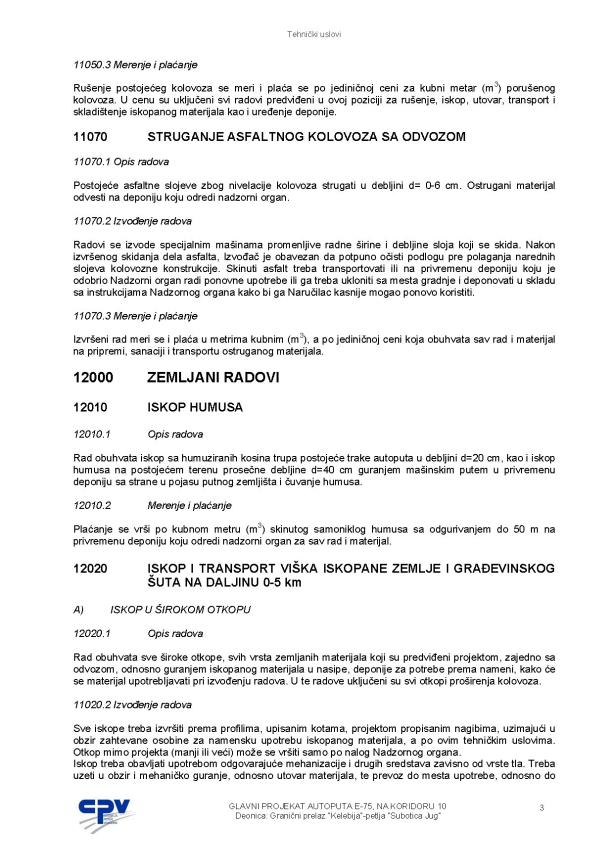 Tehnički uslovi
11050.3 Merenje i plaćanje
Rušenje postojećeg kolovoza se meri i plaća se po jediničnoj ceni za kubni metar (m3) porušenog
kolovoza. U cenu su uključeni svi radovi predviđeni u ovoj poziciji za rušenje, iskop, utovar, transport i
skladištenje iskopanog materijala kao i uređenje deponije.
11070 STRUGANJE ASFALTNOG KOLOVOZA SA ODVOZOM
11070.1 Opis radova
Postojeće asfaltne slojeve zbog nivelacije kolovoza strugati u debljini d= 0-6 cm. Ostrugani materijal
odvesti na deponiju koju odredi nadzorni organ.
11070.2 Izvođenje radova
Radovi se izvode specijalnim mašinama promenljive radne širine i debljine sloja koji se skida. Nakon
izvršenog skidanja dela asfalta, Izvođač je obavezan da potpuno očisti podlogu pre polaganja narednih
slojeva kolovozne konstrukcije. Skinuti asfalt treba transportovati ili na privremenu deponiju koju je
odobrio Nadzorni organ radi ponovne upotrebe ili ga treba ukloniti sa mesta gradnje i deponovati u skladu
sa instrukcijama Nadzornog organa kako bi ga Naručilac kasnije mogao ponovo koristiti.
11070.3 Merenje i plaćanje
Izvršeni rad meri se i plaća u metrima kubnim (m3), a po jediničnoj ceni koja obuhvata sav rad i materijal
na pripremi, sanaciji i transportu ostruganog materijala.
12000 ZEMLJANI RADOVI
12010 ISKOP HUMUSA
12010.1 Opis radova
Rad obuhvata iskop sa humuziranih kosina trupa postojeće trake autoputa u debljini d=20 cm, kao i iskop
humusa na postojećem terenu prosečne debljine d=40 cm guranjem mašinskim putem u privremenu
deponiju sa strane u pojasu putnog zemljišta i čuvanje humusa.
12010.2 Merenje i plaćanje
Plaćanje se vrši po kubnom metru (m3) skinutog samoniklog humusa sa odgurivanjem do 50 m na
privremenu deponiju koju odredi nadzorni organ za sav rad i materijal.
12020 ISKOP I TRANSPORT VIŠKA ISKOPANE ZEMLJE I GRAĐEVINSKOG
ŠUTA NA DALJINU 0-5 km
A) ISKOP U ŠIROKOM OTKOPU
12020.1 Opis radova
Rad obuhvata sve široke otkope, svih vrsta zemljanih materijala koji su predviđeni projektom, zajedno sa
odvozom, odnosno guranjem iskopanog materijala u nasipe, deponije za potrebe prema nameni, kako će
se materijal upotrebljavati pri izvođenju radova. U te radove uključeni su svi otkopi proširenja kolovoza.
11020.2 Izvođenje radova
Sve iskope treba izvršiti prema profilima, upisanim kotama, projektom propisanim nagibima, uzimajući u
obzir zahtevane osobine za namensku upotrebu iskopanog materijala, a po ovim tehničkim uslovima.
Otkop mimo projekta (manji ili veći) može se vršiti samo po nalog Nadzornog organa.
Iskop treba obavljati upotrebom odgovarajuće mehanizacije i drugih sredstava zavisno od vrste tla. Treba
uzeti u obzir i mehaničko guranje, odnosno utovar materijala, te prevoz do mesta upotrebe, odnosno do
CPV
GLAVNI PROJEKAT AUTOPUTA E-75, NA KORIDORU 10
Deonica: Granični prelaz "Kelebija"-petlja "Subotica Jug"
3